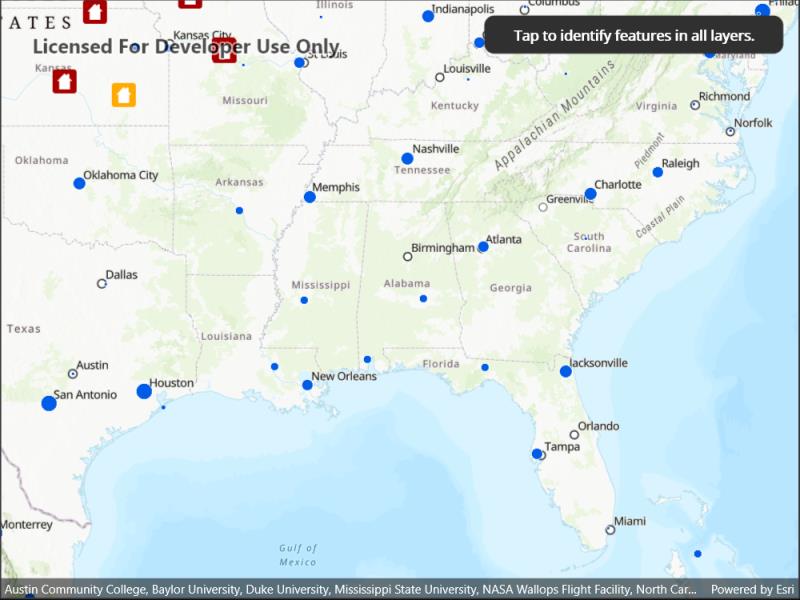 Illinois
Indianapolis
Columbus
ATES
Kansas City
Licensed For Developer Use Only
Tap to identify features in all layers.
St Louis
Maryland
Kansas
Louisville
Missouri
Kentucky
Appalachian Mountains
Virginia
Richmond
Norfolk
Nashville
Tennessee
Piedmont
Raleigh
Oklahoma
Oklahoma City
Arkansas
Memphis
Charlotte
Greenville
Coastal Plain
Birmingham
Atlanta
South
Carolina
Dallas
Mississippi
Alabama
Georgia
Texas
Louisiana
Austin
Florida
Jacksonville
Houston
New Orleans
San Antonio
Orlando
Tampa
Monterrey
Miami
Gulf of
Mexico
Austin Community College, Baylor University, Duke University, Mississippi State University, NASA Wallops Flight Facility, North Car...
Powered by Esri